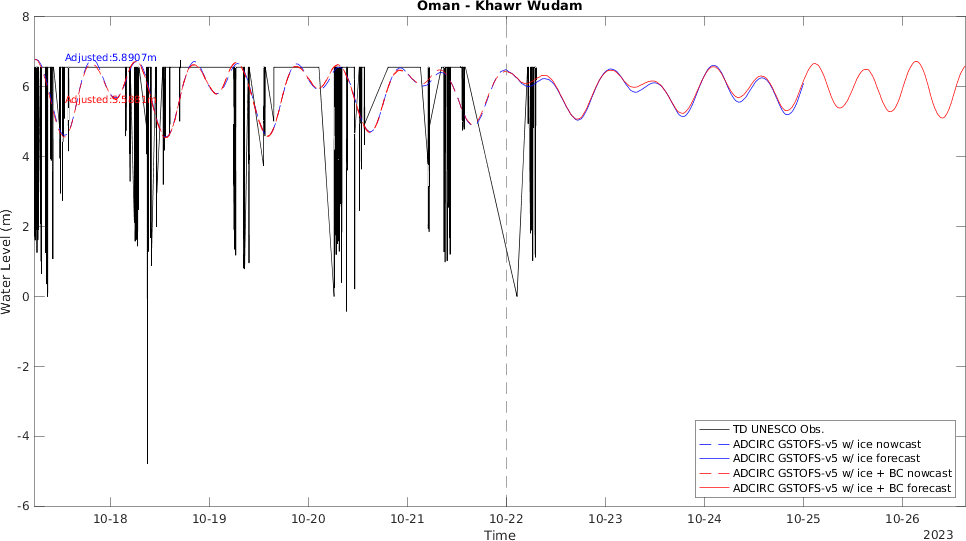 Oman - Khawr Wudam
8
6
4
2
0
-2
-4
-6
Water Level (m)
Adjusted:5.8907m
TD UNESCO Obs.
ADCIRC GSTOFS-v5 w/ ice nowcast
ADCIRC GSTOFS-v5 w/ ice forecast
ADCIRC GSTOFS-v5 w/ ice + BC nowcast
ADCIRC GSTOFS-v5 w/ ice + BC forecast
10-18
10-19
10-20
10-21
10-22
10-23
10-24
10-25
10-26
Time
2023